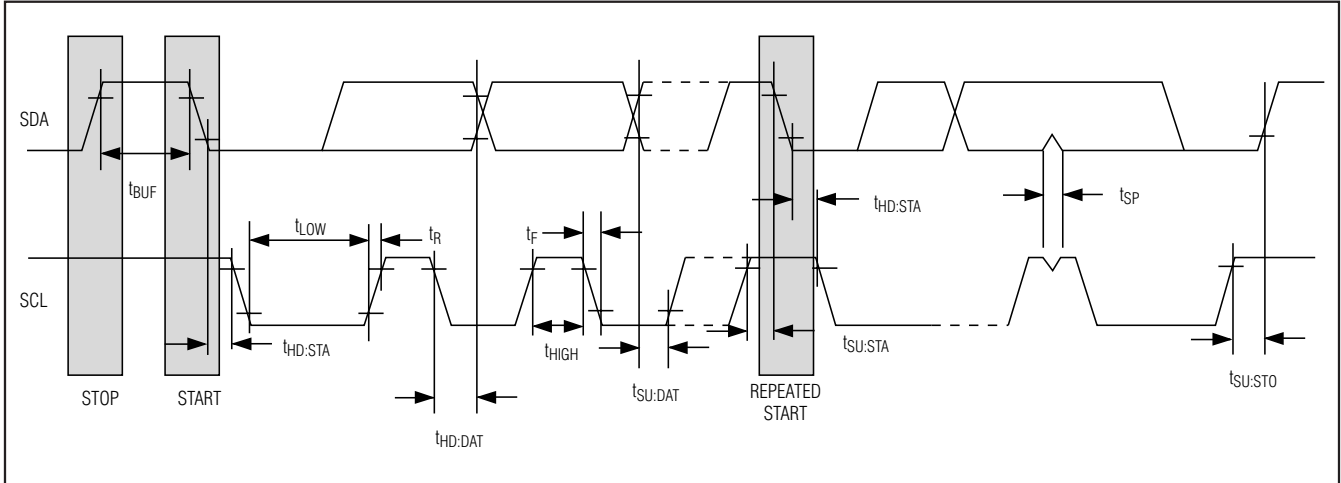 SDA
tBUF
tHD:STA
tSP
tLOW
tR
tF
SCL
tHD:STA
tHIGH
tSU:STA
tSU:DAT
tSU:STO
STOP
START
REPEATED
START
tHD:DAT